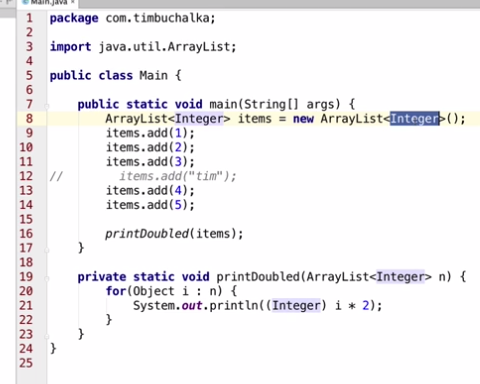 Main.java
1 package com.timbuchalka;
2
3 import java.util.ArrayList;
4
5 public class Main {
6
7     public static void main(String[] args) {
8         ArrayList<Integer> items = new ArrayList<Integer>();
9         items.add(1);
10         items.add(2);
11         items.add(3);
12 //        items.add("tim");
13         items.add(4);
14         items.add(5);
15
16         printDoubled(items);
17     }
18
19     private static void printDoubled(ArrayList<Integer> n) {
20         for(Object i : n) {
21             System.out.println((Integer) i * 2);
22         }
23     }
24 }
25